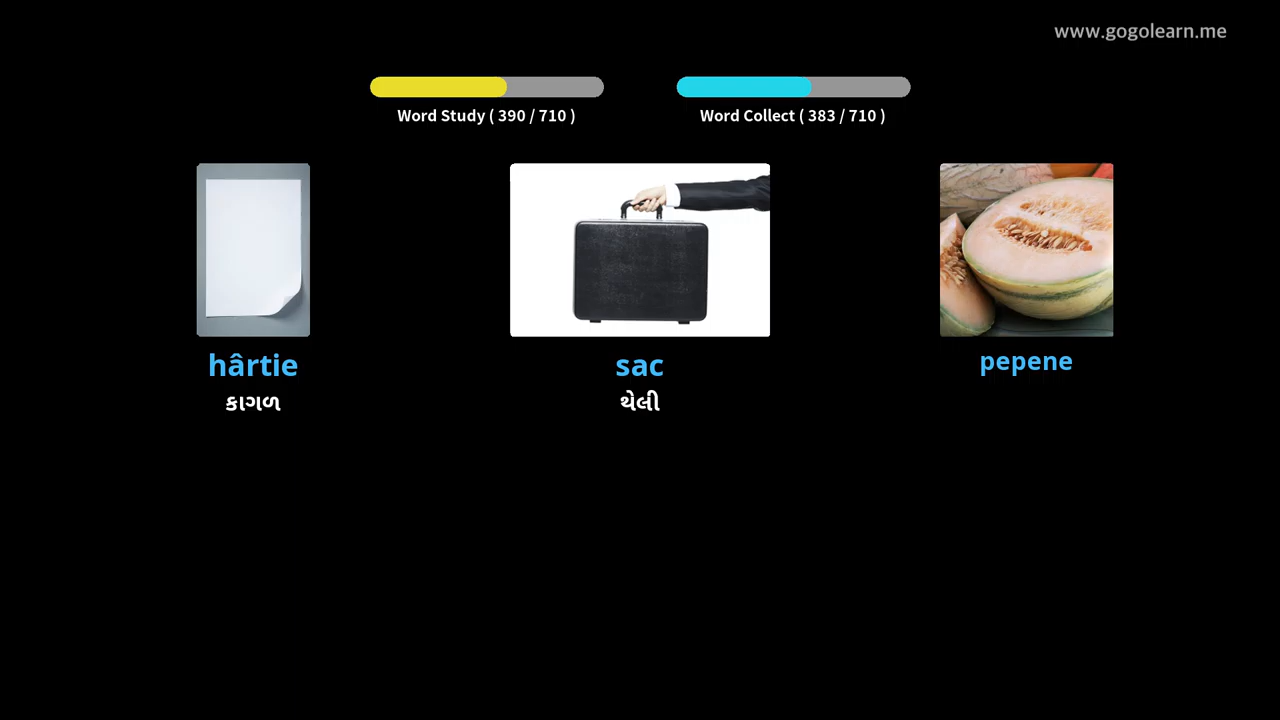 www.gogolearn.me
Word Study ( 390 / 710 )
Word Collect ( 383 / 710 )
hârtie
sac
pepene
કાગળ
થેલી